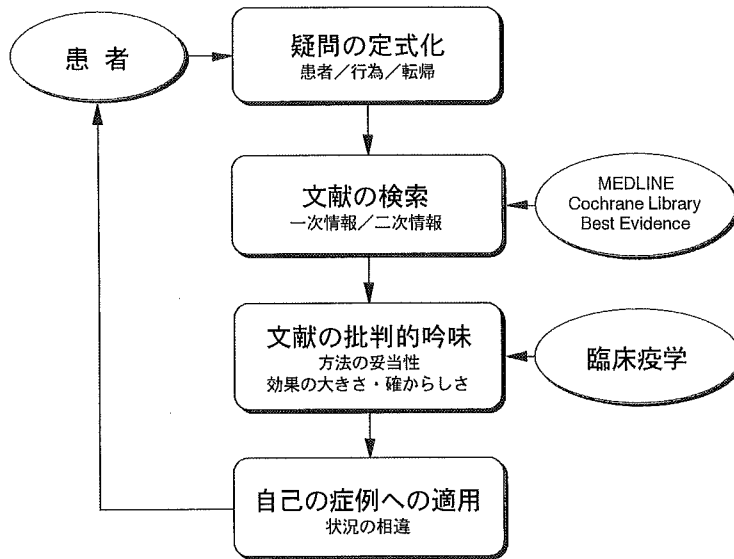 患者
疑問の定式化
患者／行為／転帰
文献の検索
一次情報／二次情報
MEDLINE
Cochrane Library
Best Evidence
文献の批判的吟味
方法の妥当性
効果の大きさ・確からしさ
臨床疫学
自己の症例への適用
状況の相違